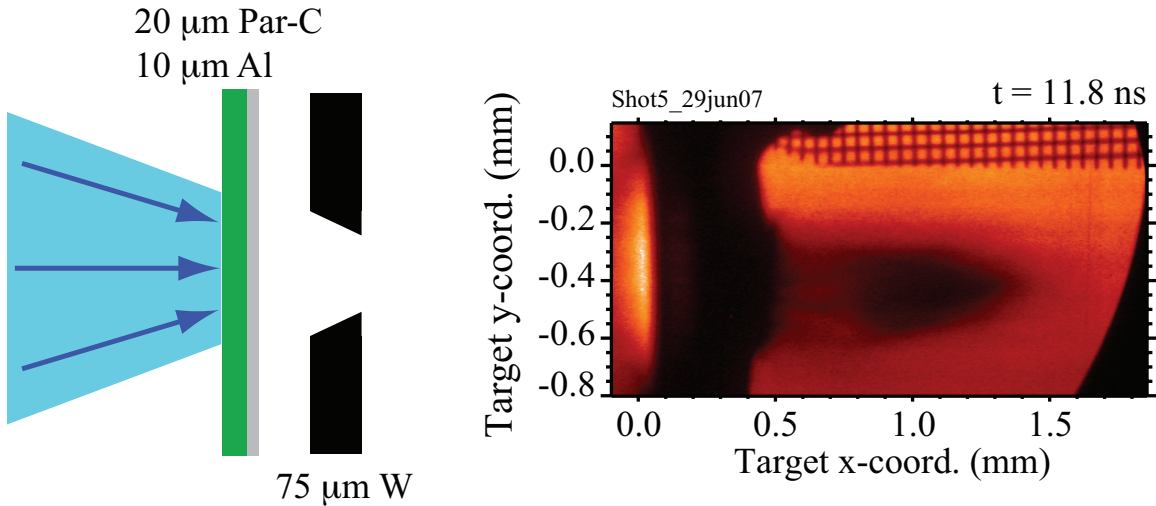 20 μm Par-C
10 μm Al
75 μm W
Shot5_29jun07
t = 11.8 ns
Target y-coord. (mm)
0.0
-0.2
-0.4
-0.6
-0.8
0.0 0.5 1.0 1.5
Target x-coord. (mm)